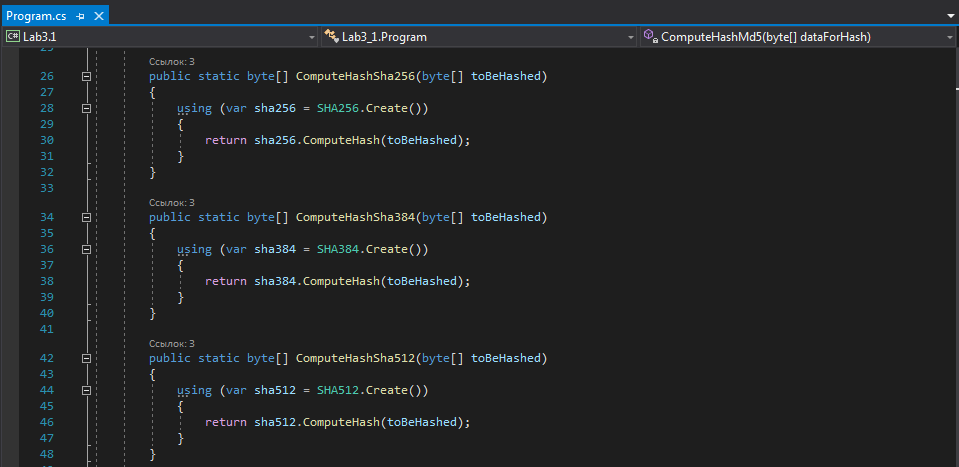 Program.cs
Lab3.1 Lab3_1.Program ComputeHashMd5(byte[] dataForHash)
Ссылок: 3
26 public static byte[] ComputeHashSha256(byte[] toBeHashed)
27 {
28 using (var sha256 = SHA256.Create())
29 {
30 return sha256.ComputeHash(toBeHashed);
31 }
32 }
33
Ссылок: 3
34 public static byte[] ComputeHashSha384(byte[] toBeHashed)
35 {
36 using (var sha384 = SHA384.Create())
37 {
38 return sha384.ComputeHash(toBeHashed);
39 }
40 }
41
Ссылок: 3
42 public static byte[] ComputeHashSha512(byte[] toBeHashed)
43 {
44 using (var sha512 = SHA512.Create())
45 {
46 return sha512.ComputeHash(toBeHashed);
47 }
48 }